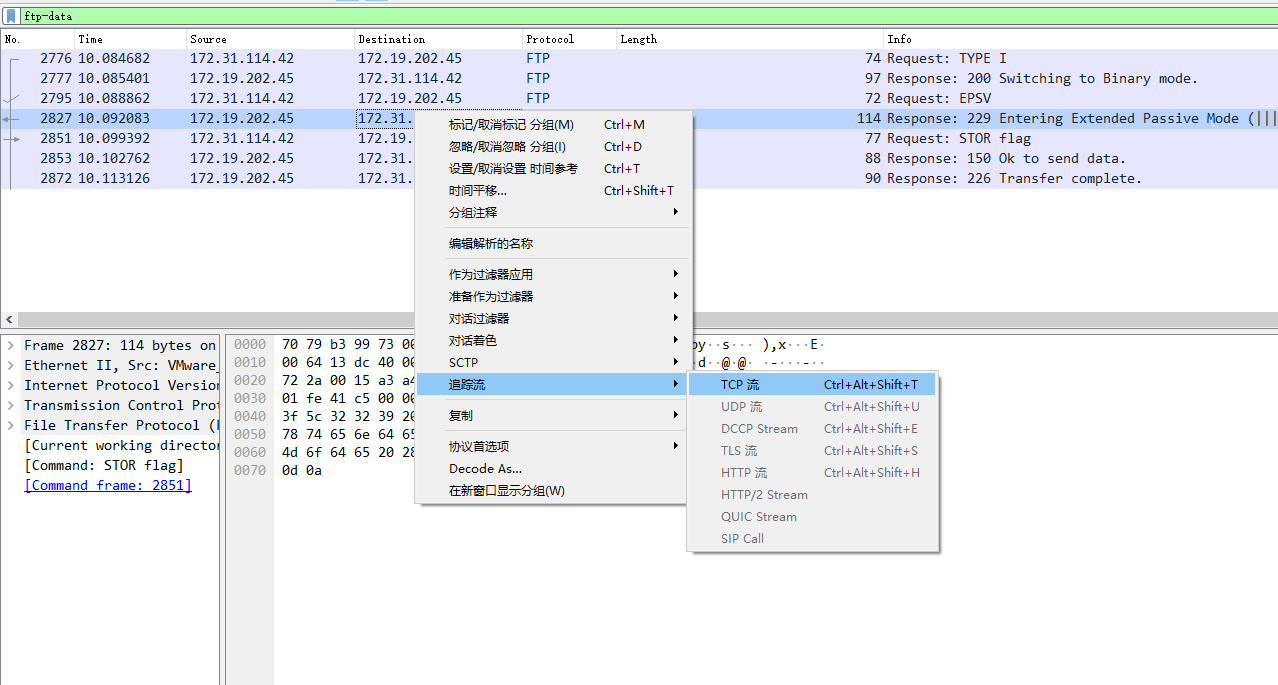 ftp-data
No. Time Source Destination Protocol Length Info
2776 10.084682 172.31.114.42 172.19.202.45 FTP 74 Request: TYPE I
2777 10.085401 172.19.202.45 172.31.114.42 FTP 97 Response: 200 Switching to Binary mode.
2795 10.088862 172.31.114.42 172.19.202.45 FTP 72 Request: EPSV
2827 10.092083 172.19.202.45 172.31. 114 Response: 229 Entering Extended Passive Mode (|||
2851 10.099392 172.31.114.42 172.19. 77 Request: STOR flag
2853 10.102762 172.19.202.45 172.31. 88 Response: 150 Ok to send data.
2872 10.113126 172.19.202.45 172.31. 90 Response: 226 Transfer complete.
标记/取消标记 分组(M) Ctrl+M
忽略/取消忽略 分组(I) Ctrl+D
设置/取消设置 时间参考 Ctrl+T
时间平移... Ctrl+Shift+T
分组注释
编辑解析的名称
作为过滤器应用
准备作为过滤器
对话过滤器
对话着色
SCTP
追踪流
复制
协议首选项
Decode As...
在新窗口显示分组(W)
TCP 流 Ctrl+Alt+Shift+T
UDP 流 Ctrl+Alt+Shift+U
DCCP Stream Ctrl+Alt+Shift+E
TLS 流 Ctrl+Alt+Shift+S
HTTP 流 Ctrl+Alt+Shift+H
HTTP/2 Stream
QUIC Stream
SIP Call
Frame 2827: 114 bytes on
Ethernet II, Src: VMware_
Internet Protocol Version
Transmission Control Prot
File Transfer Protocol (
[Current working director
[Command: STOR flag]
[Command frame: 2851]
0000 70 79 b3 99 73 00 py··s··· ),x···E·
0010 00 64 13 dc 40 00 ·d··@·@· ·-···-··
0020 72 2a 00 15 a3 a4
0030 01 fe 41 c5 00 00
0040 3f 5c 32 32 39 20
0050 78 74 65 6e 64 65
0060 4d 6f 64 65 20 28
0070 0d 0a